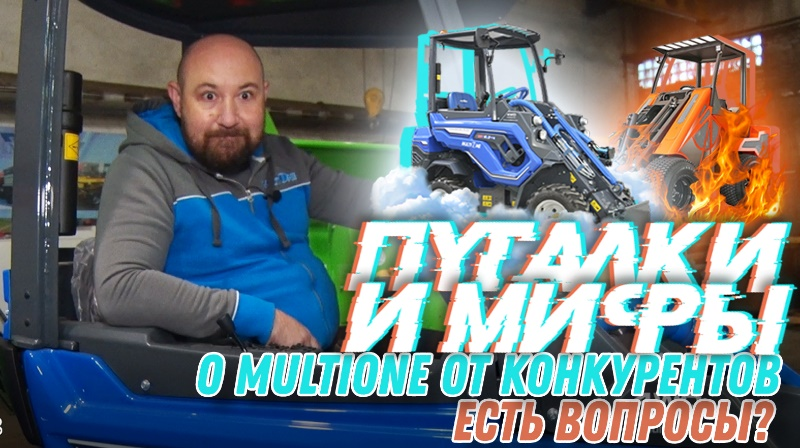 ПУГАЛКИ
И МИФЫ
О MULTIONE ОТ КОНКУРЕНТОВ
ЕСТЬ ВОПРОСЫ?